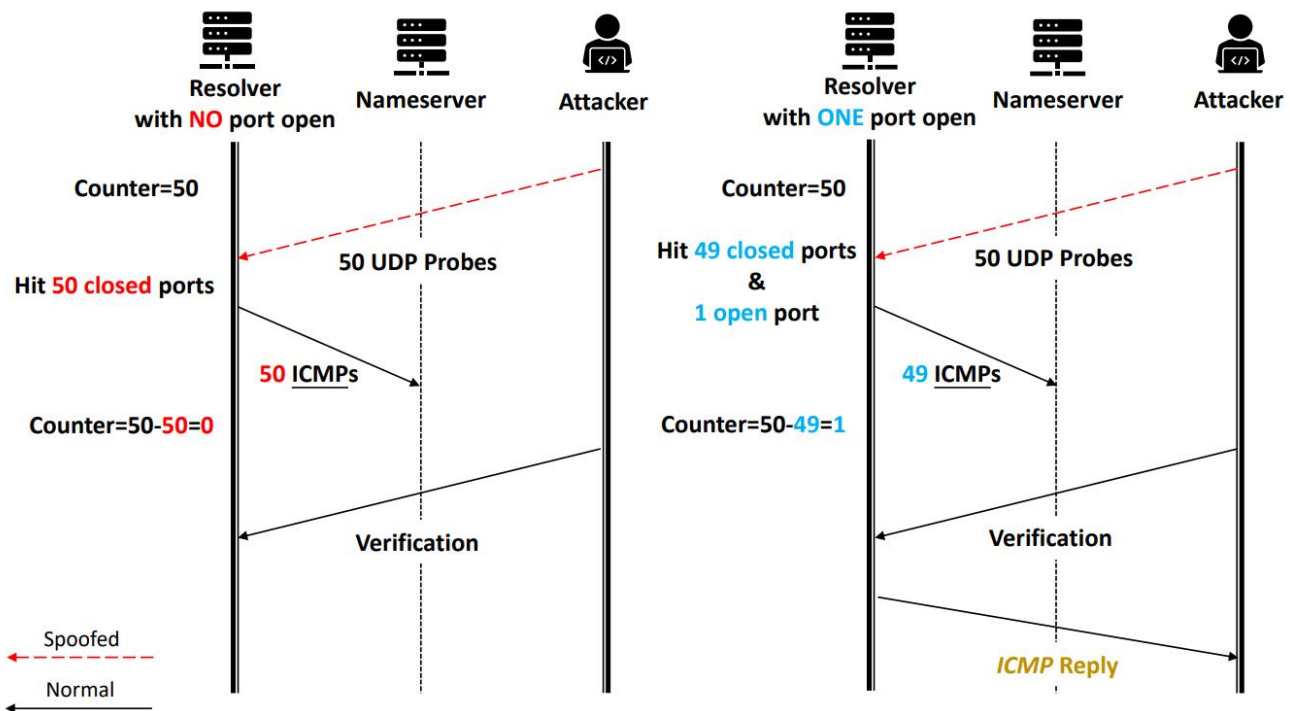 Resolver
with NO port open
Nameserver
Attacker
Counter=50
50 UDP Probes
Hit 50 closed ports
50 ICMPs
Counter=50-50=0
Verification
Spoofed
Normal
Resolver
with ONE port open
Nameserver
Attacker
Counter=50
Hit 49 closed ports
&
1 open port
50 UDP Probes
49 ICMPs
Counter=50-49=1
Verification
ICMP Reply